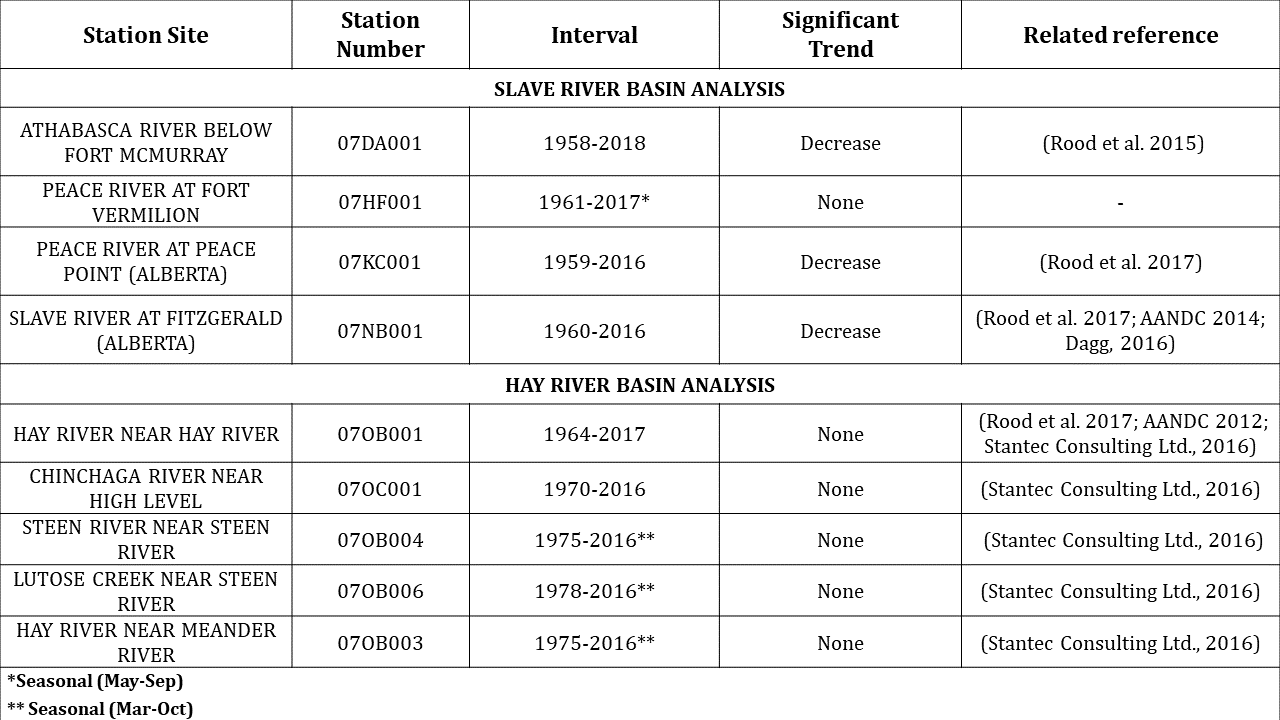 Station Site
Station
Number
Interval
Significant
Trend
Related reference
SLAVE RIVER BASIN ANALYSIS
ATHABASCA RIVER BELOW
FORT MCMURRAY
07DA001
1958-2018
Decrease
(Rood et al. 2015)
PEACE RIVER AT FORT
VERMILION
07HF001
1961-2017*
None
-
PEACE RIVER AT PEACE
POINT (ALBERTA)
07KC001
1959-2016
Decrease
(Rood et al. 2017)
SLAVE RIVER AT FITZGERALD
(ALBERTA)
07NB001
1960-2016
Decrease
(Rood et al. 2017; AANDC 2014;
Dagg, 2016)
HAY RIVER BASIN ANALYSIS
HAY RIVER NEAR HAY RIVER
07OB001
1964-2017
None
(Rood et al. 2017; AANDC 2012;
Stantec Consulting Ltd., 2016)
CHINCHAGA RIVER NEAR
HIGH LEVEL
07OC001
1970-2016
None
(Stantec Consulting Ltd., 2016)
STEEN RIVER NEAR STEEN
RIVER
07OB004
1975-2016**
None
(Stantec Consulting Ltd., 2016)
LUTOSE CREEK NEAR STEEN
RIVER
07OB006
1978-2016**
None
(Stantec Consulting Ltd., 2016)
HAY RIVER NEAR MEANDER
RIVER
07OB003
1975-2016**
None
(Stantec Consulting Ltd., 2016)
*Seasonal (May-Sep)
** Seasonal (Mar-Oct)